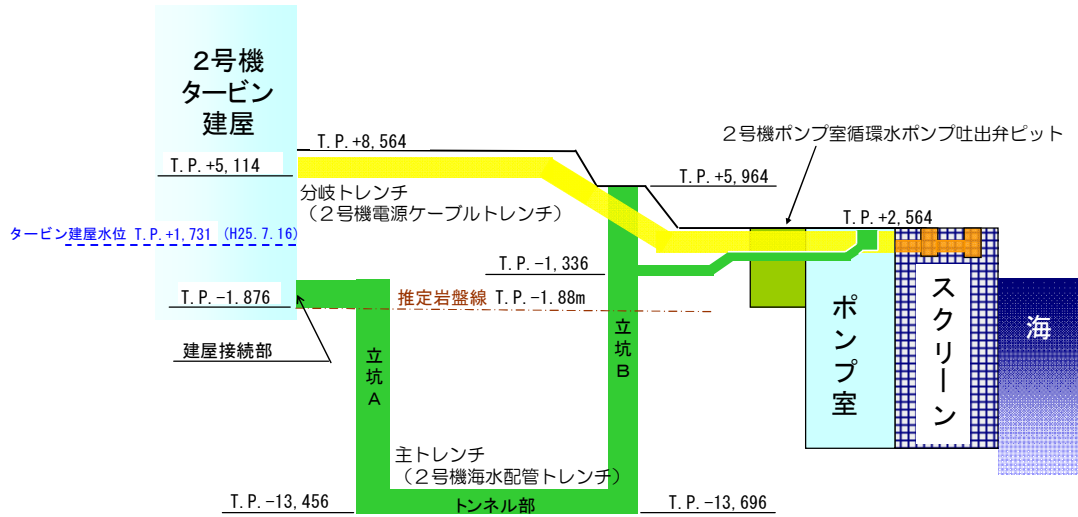 2号機
タービン
建屋
T.P.+8,564
2号機ポンプ室循環水ポンプ吐出弁ピット
T.P.+5,114
T.P.+5,964
分岐トレンチ
(2号機電源ケーブルトレンチ)
T.P.+2,564
タービン建屋水位 T.P.+1,731 (H25.7.16)
T.P.-1,336
T.P.-1.876
推定岩盤線 T.P.-1.88m
建屋接続部
立坑A
立坑B
ポンプ室
スクリーン
海
主トレンチ
(2号機海水配管トレンチ)
T.P.-13,456
トンネル部
T.P.-13,696